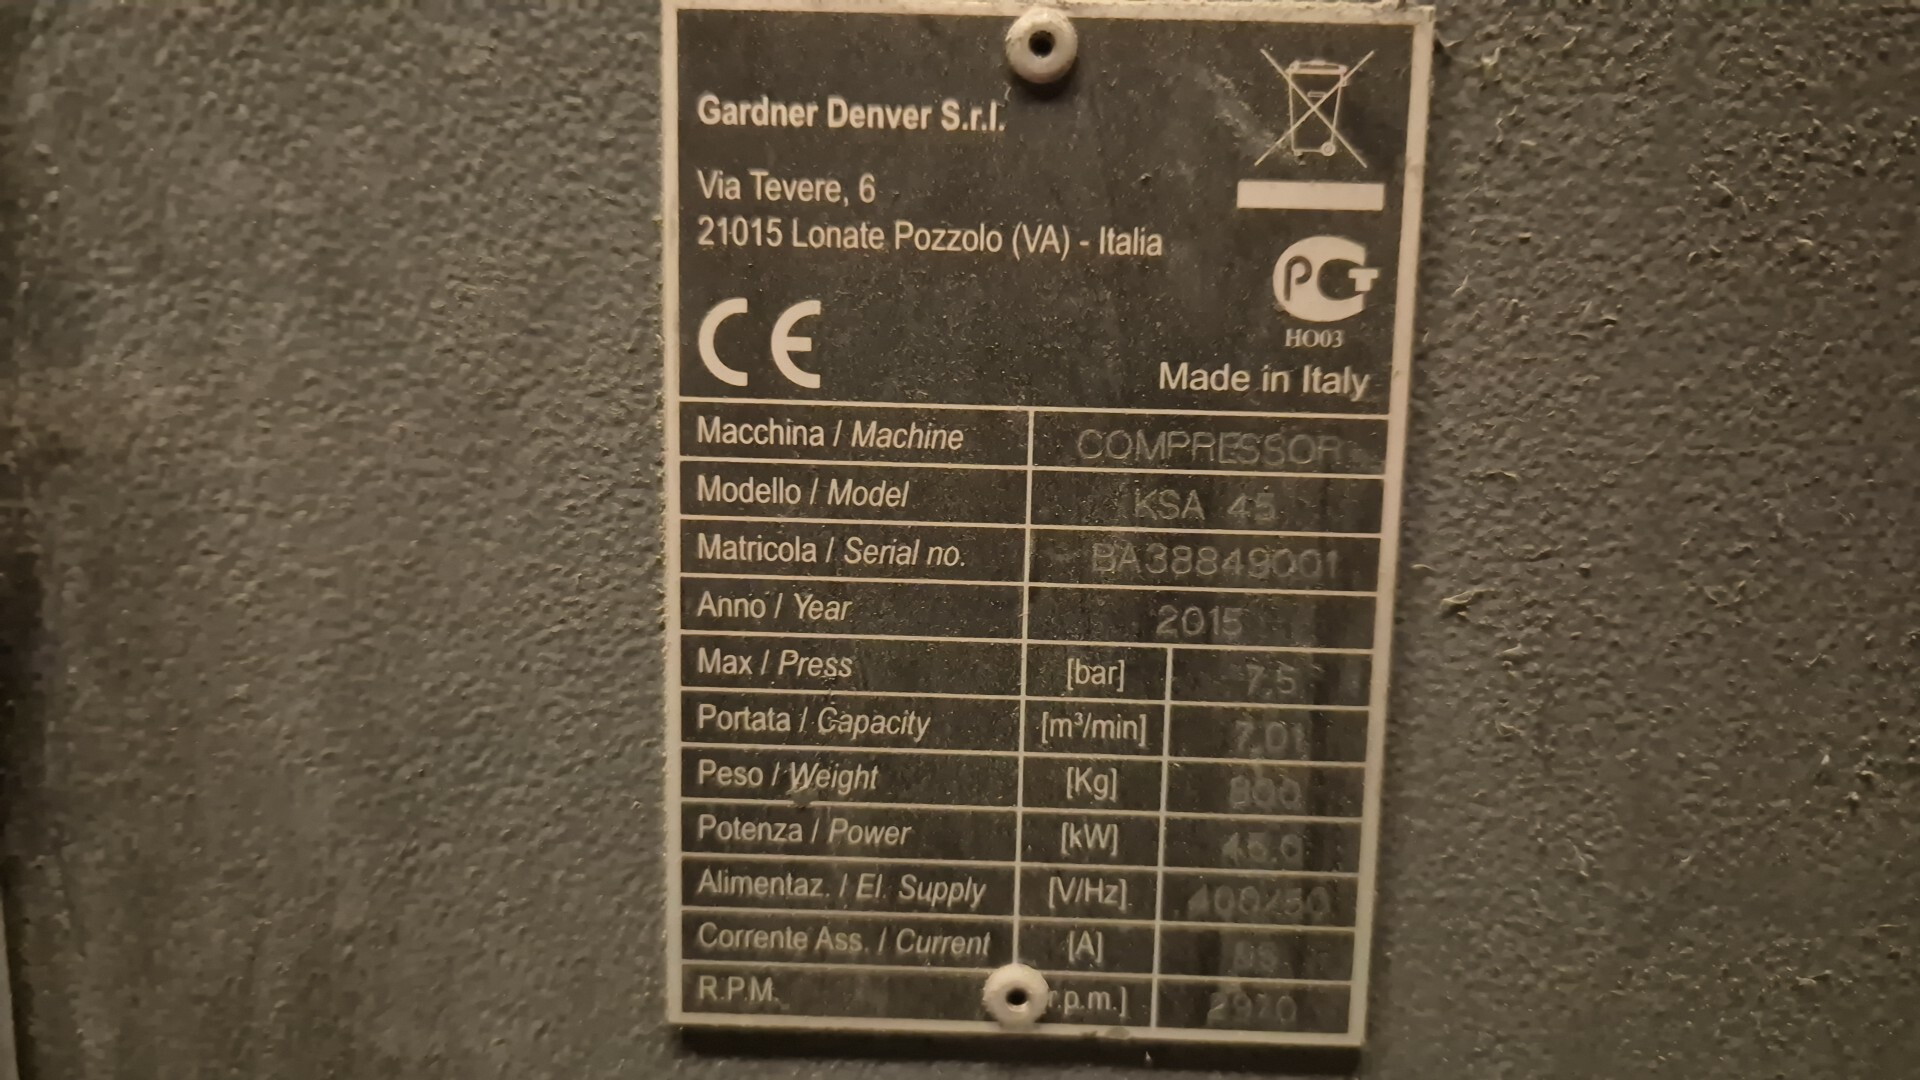 Gardner Denver S.r.l.
Via Tevere, 6
21015 Lonate Pozzolo (VA) - Italia
CE
PCT
HO03
Made in Italy
Macchina / Machine COMPRESSOR
Modello / Model KSA 45
Matricola / Serial no. BA38849001
Anno / Year 2015
Max / Press [bar] 7,5
Portata / Capacity [m³/min] 7,01
Peso / Weight [Kg]
Potenza / Power [kW] 45,0
Alimentaz. / El. Supply [V/Hz] 400/50
Corrente Ass. / Current [A]
R.P.M. r.p.m.] 2970